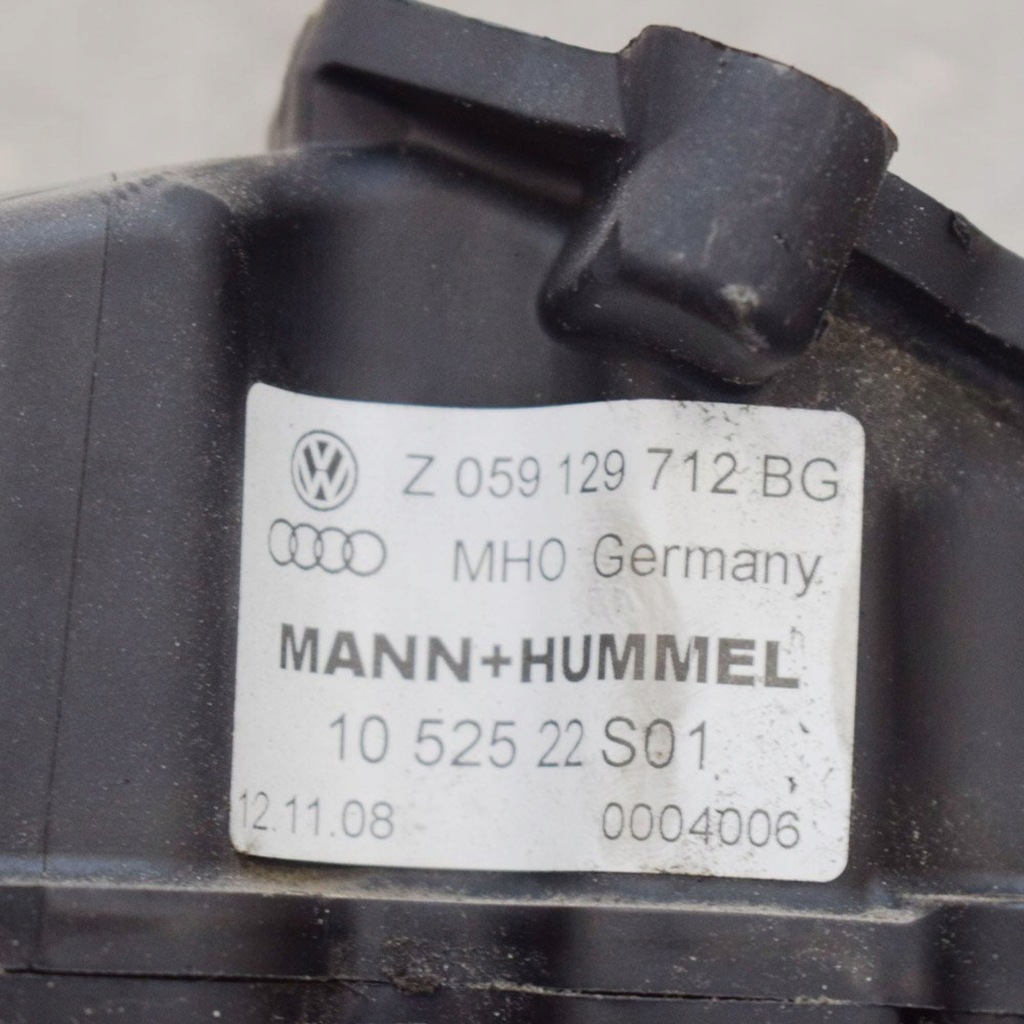 Z 059 129 712 BG
MH0 Germany
MANN+HUMMEL
10 525 22 S01
12.11.08 0004006